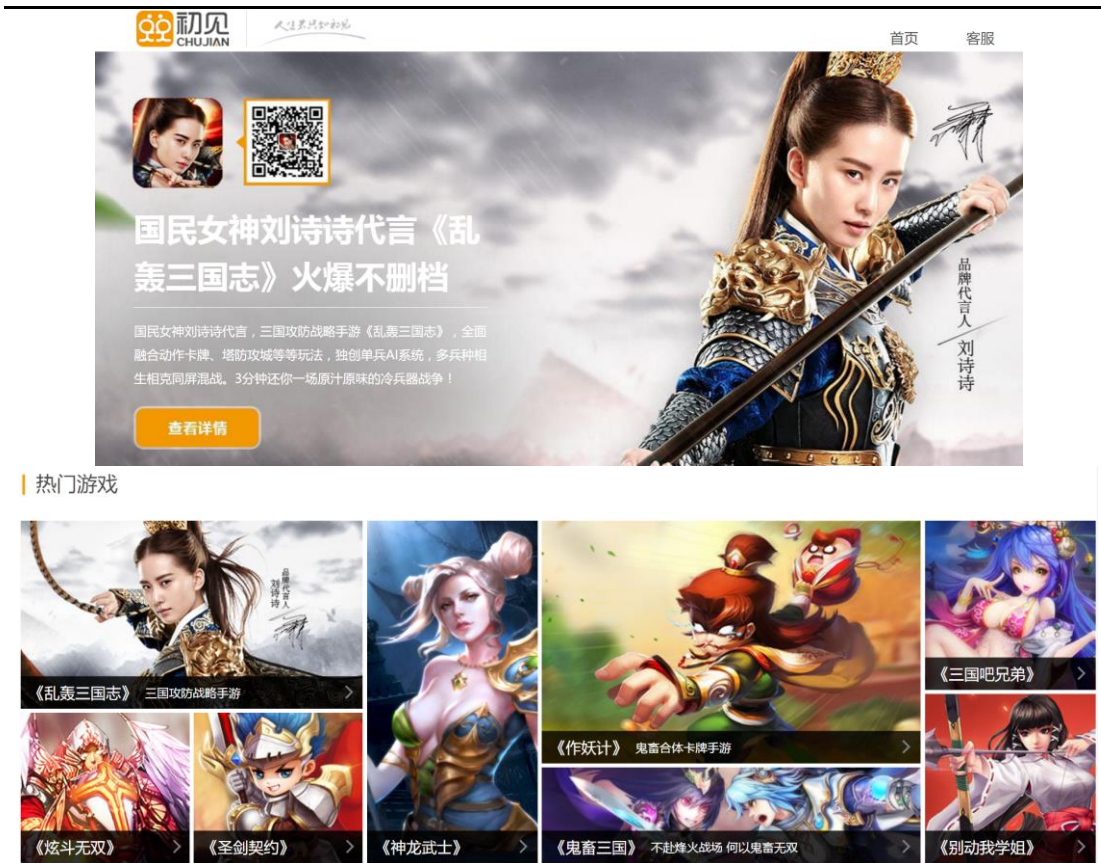 初见
CHUJIAN
人生若只如初见
首页
客服
国民女神刘诗诗代言《乱
轰三国志》火爆不删档
国民女神刘诗诗代言，三国攻防战略手游《乱轰三国志》，全面
融合动作卡牌、塔防攻城等等玩法，独创单兵AI系统，多兵种相
生相克同屏混战。3分钟还你一场原汁原味的冷兵器战争！
查看详情
品牌代言人
刘诗诗
热门游戏
品牌代言人
刘诗诗
《乱轰三国志》 三国攻防战略手游
《炫斗无双》
《圣剑契约》
《神龙武士》
《作妖计》 鬼畜合体卡牌手游
《鬼畜三国》 不赴烽火战场 何以鬼畜无双
《三国吧兄弟》
《别动我学姐》